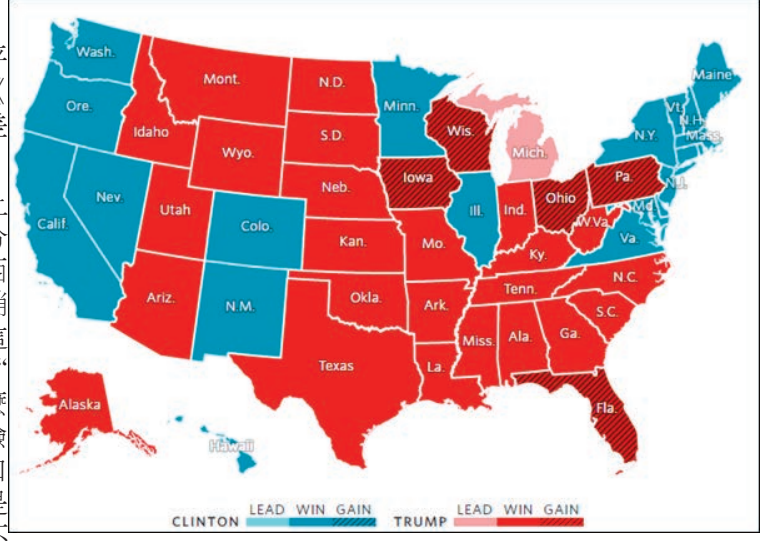 Wash.
Ore.
Calif.
Nev.
Idaho
Mont.
Wyo.
Utah
Ariz.
Colo.
N.M.
N.D.
S.D.
Neb.
Kan.
Okla.
Texas
Minn.
Iowa
Mo.
Ark.
La.
Wis.
Ill.
Mich.
Ind.
Ohio
Ky.
Tenn.
Miss.
Ala.
Ga.
Fla.
S.C.
N.C.
Va.
W.Va
Pa.
N.Y.
Maine
Vt.
N.H.
Mass.
N.J.
Md.
Alaska
Hawaii
CLINTON LEAD WIN GAIN TRUMP LEAD WIN GAIN